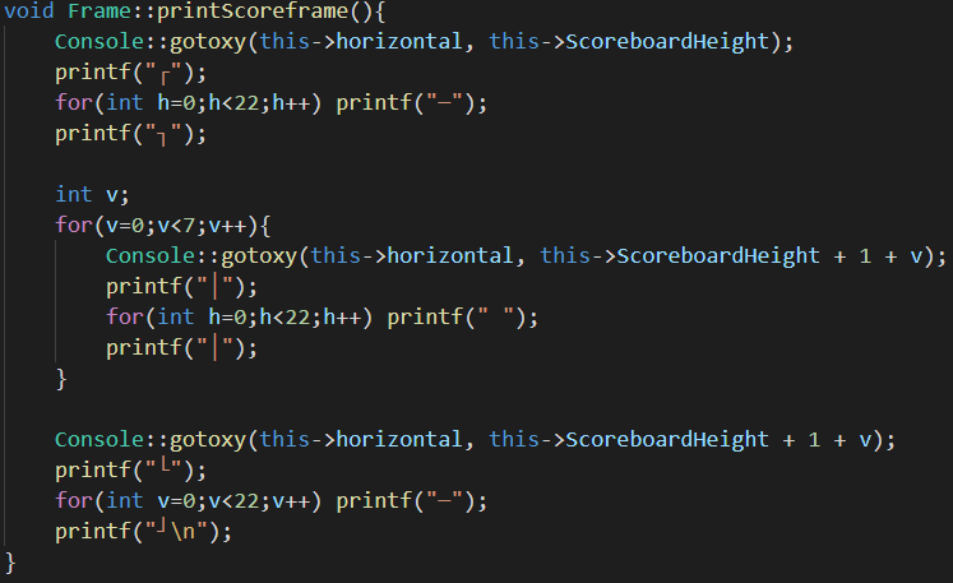 void Frame::printScoreframe(){
    Console::gotoxy(this->horizontal, this->ScoreboardHeight);
    printf("┌");
    for(int h=0;h<22;h++) printf("─");
    printf("┐");

    int v;
    for(v=0;v<7;v++){
        Console::gotoxy(this->horizontal, this->ScoreboardHeight + 1 + v);
        printf("│");
        for(int h=0;h<22;h++) printf(" ");
        printf("│");
    }

    Console::gotoxy(this->horizontal, this->ScoreboardHeight + 1 + v);
    printf("└");
    for(int v=0;v<22;v++) printf("─");
    printf("┘\n");
}